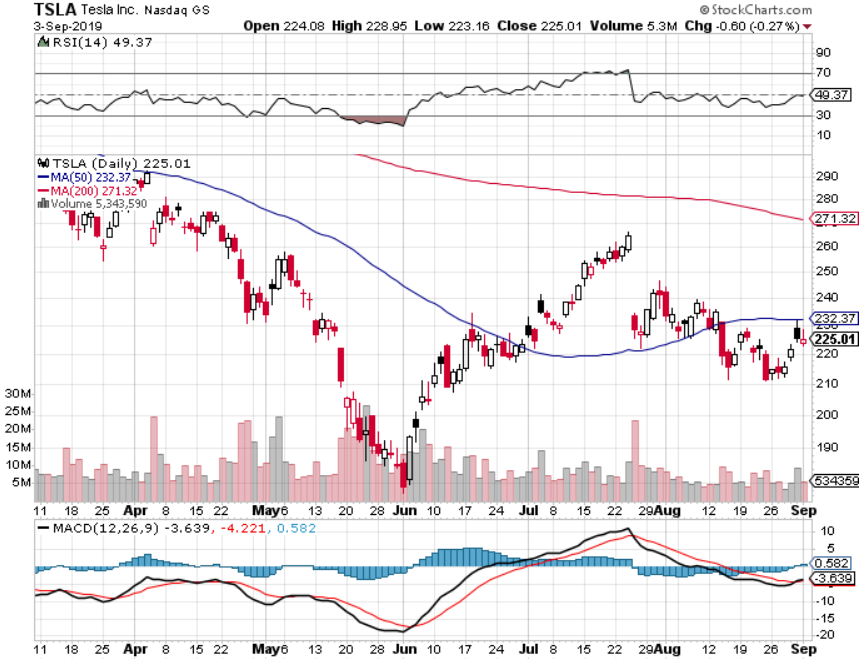 TSLA Tesla Inc. Nasdaq GS
© StockCharts.com
3-Sep-2019
Open 224.08 High 228.95 Low 223.16 Close 225.01 Volume 5.3M Chg -0.60 (-0.27%)
RSI(14) 49.37
90
70
49.37
30
10
TSLA (Daily) 225.01
MA(50) 232.37
MA(200) 271.32
Volume 5,343,590
290
280
271.32
260
250
240
232.37
230
225.01
220
210
200
190
30M
25M
20M
15M
10M
5M
534359
11 18 25 Apr 8 15 22 May 6 13 20 28 Jun 10 17 24 Jul 8 15 22 29 Aug 12 19 26 Sep
MACD(12,26,9) -3.639, -4.221, 0.582
10
5
0.582
-3.639
-10
-15
-20
11 18 25 Apr 8 15 22 May 6 13 20 28 Jun 10 17 24 Jul 8 15 22 29 Aug 12 19 26 Sep